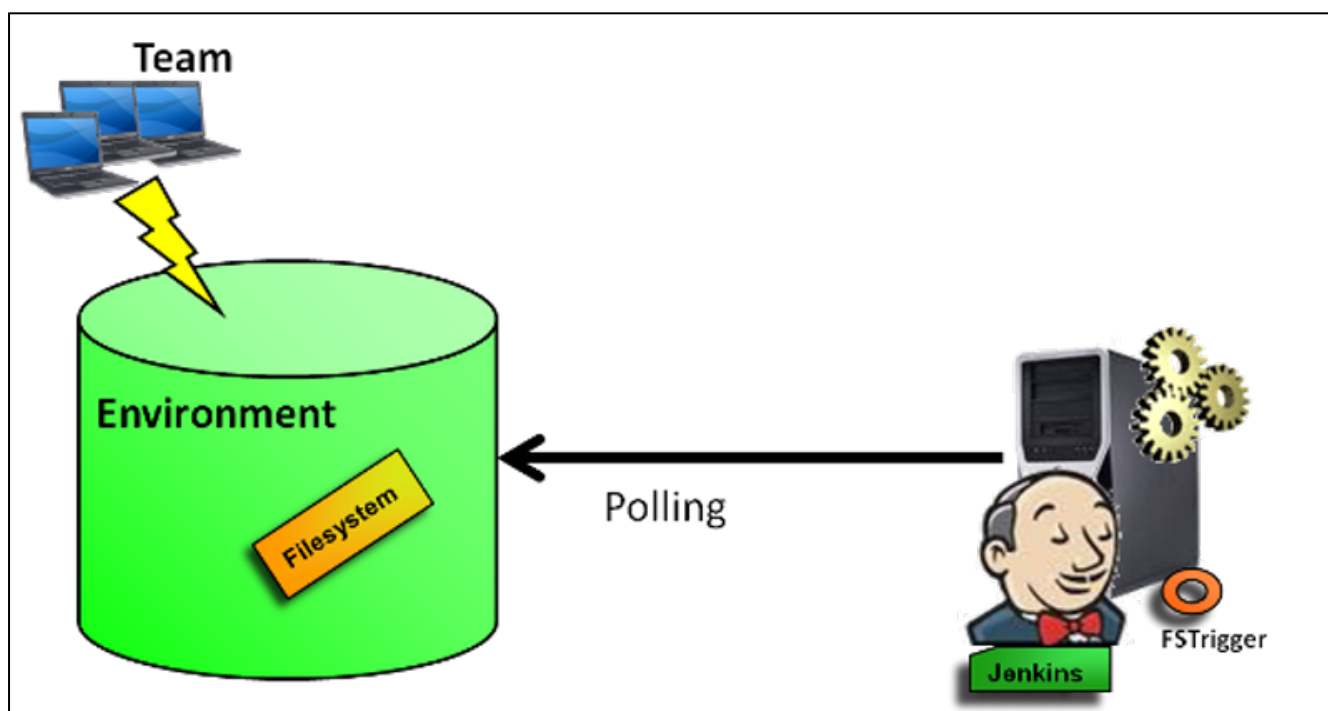 Team
Environment
Filesystem
Polling
FSTrigger
Jenkins